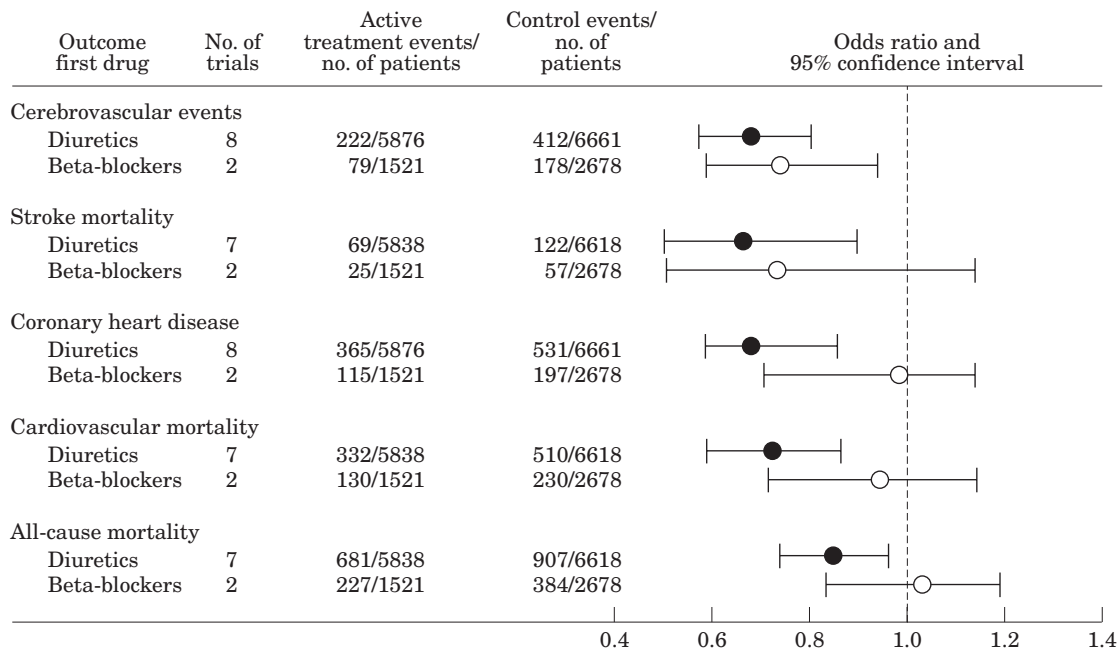 Outcome first drug No. of trials Active treatment events/ no. of patients Control events/ no. of patients Odds ratio and 95% confidence interval
Cerebrovascular events
Diuretics 8 222/5876 412/6661
Beta-blockers 2 79/1521 178/2678
Stroke mortality
Diuretics 7 69/5838 122/6618
Beta-blockers 2 25/1521 57/2678
Coronary heart disease
Diuretics 8 365/5876 531/6661
Beta-blockers 2 115/1521 197/2678
Cardiovascular mortality
Diuretics 7 332/5838 510/6618
Beta-blockers 2 130/1521 230/2678
All-cause mortality
Diuretics 7 681/5838 907/6618
Beta-blockers 2 227/1521 384/2678
0.4 0.6 0.8 1.0 1.2 1.4